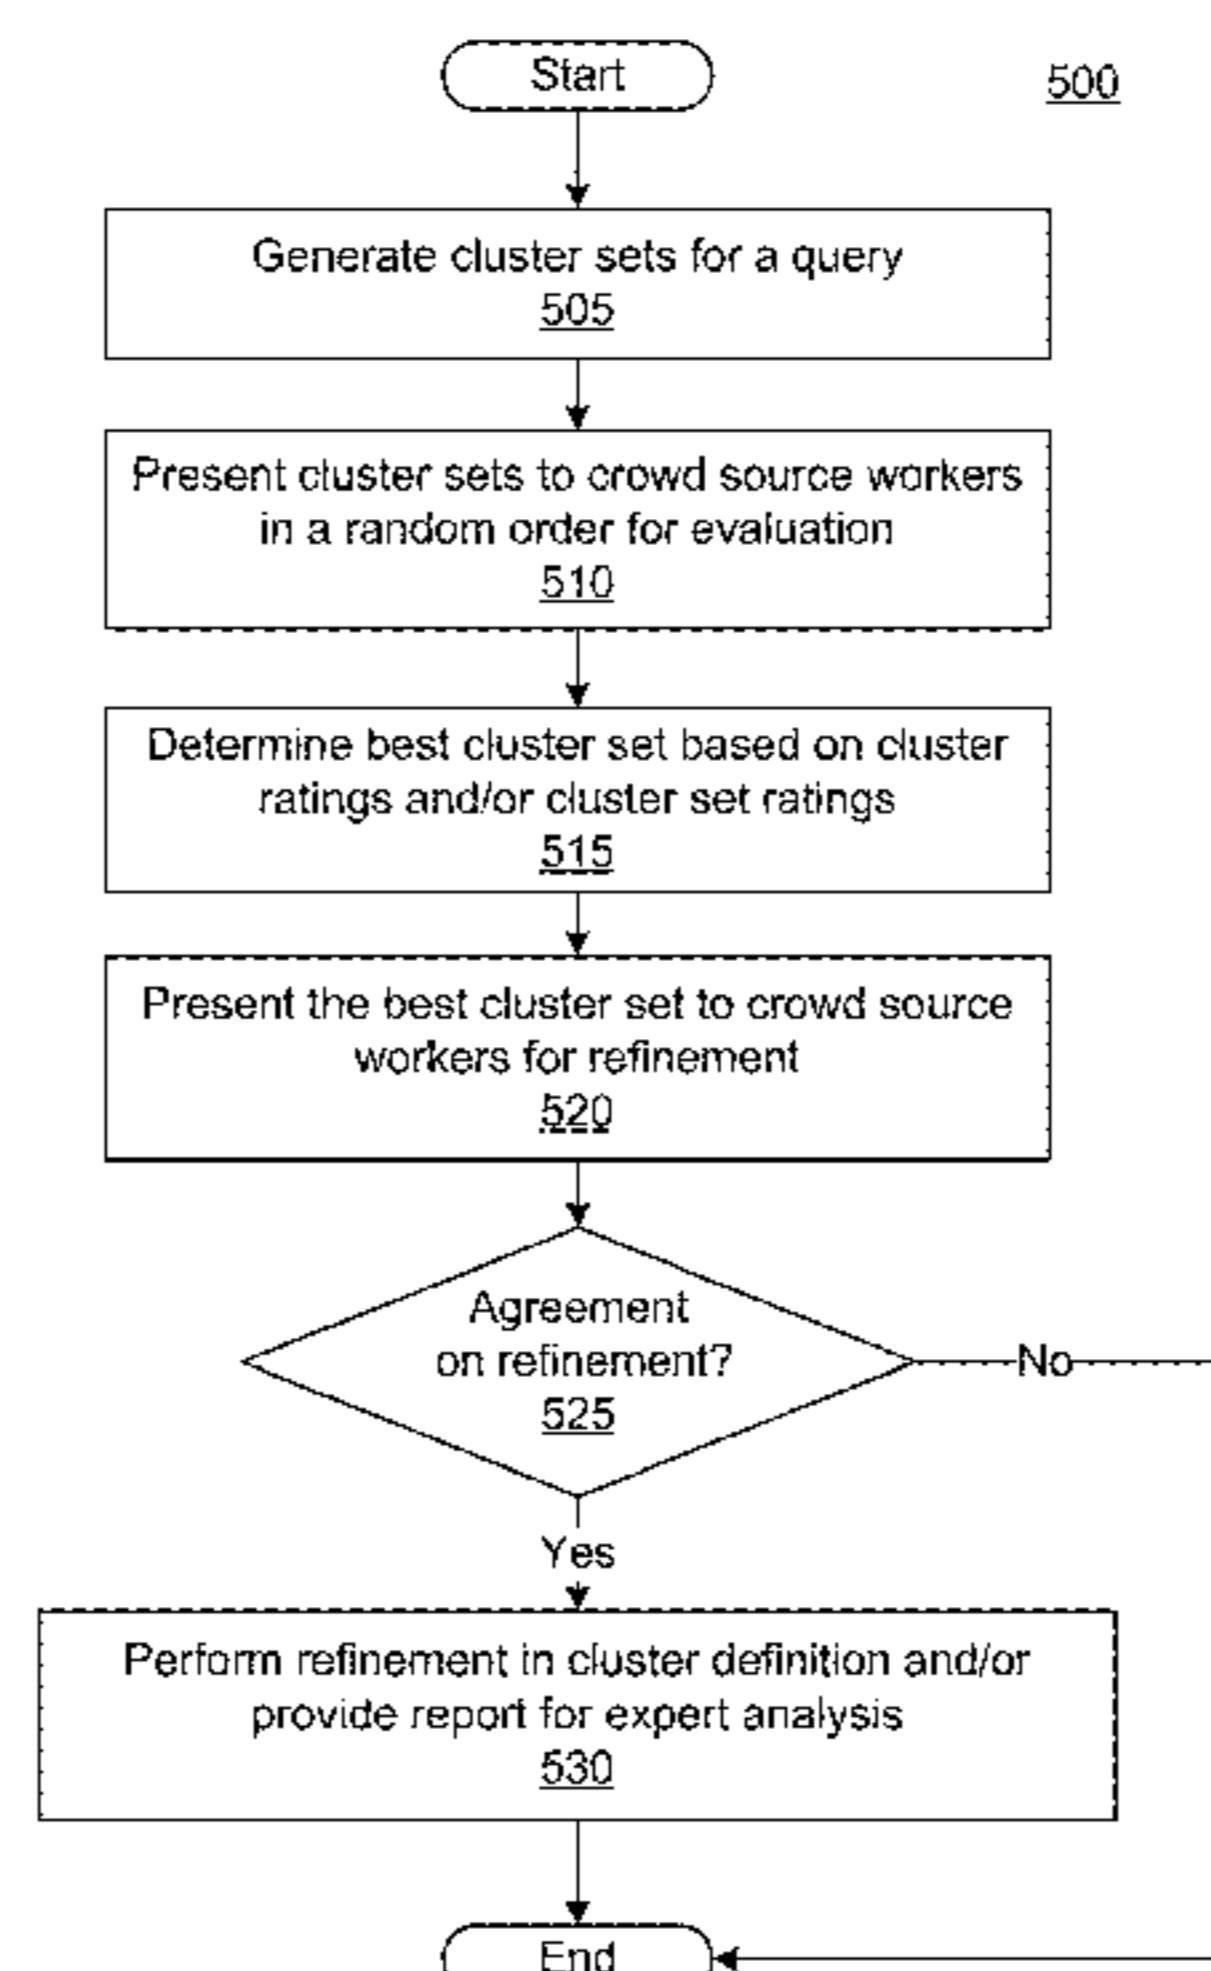 Start
500
Generate cluster sets for a query
505
Present cluster sets to crowd source workers
in a random order for evaluation
510
Determine best cluster set based on cluster
ratings and/or cluster set ratings
515
Present the best cluster set to crowd source
workers for refinement
520
Agreement
on refinement?
525
No
Yes
Perform refinement in cluster definition and/or
provide report for expert analysis
530
End